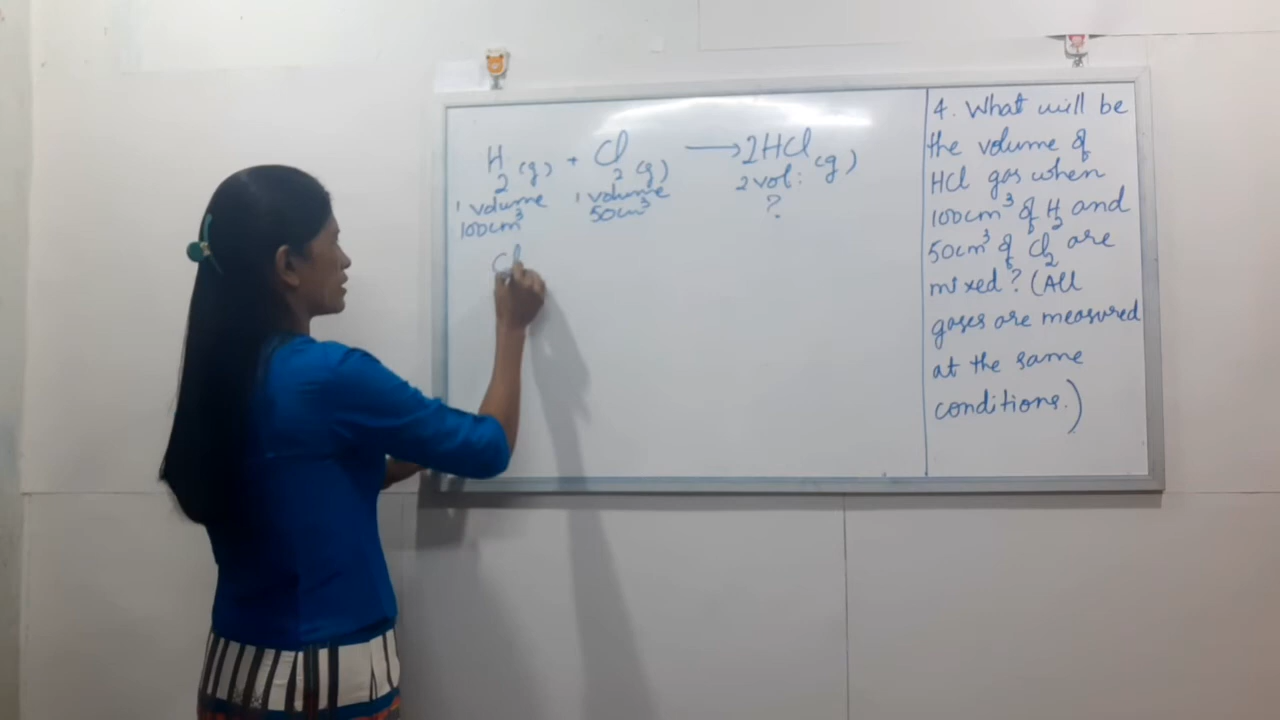 H₂(g) + Cl₂(g) ⟶ 2HCl(g)
1 volume 1 volume 2 vol:
100cm³ 50cm³ ?
Cl
4. What will be
the volume of
HCl gas when
100cm³ of H₂ and
50cm³ of Cl₂ are
mixed? (All
gases are measured
at the same
conditions.)